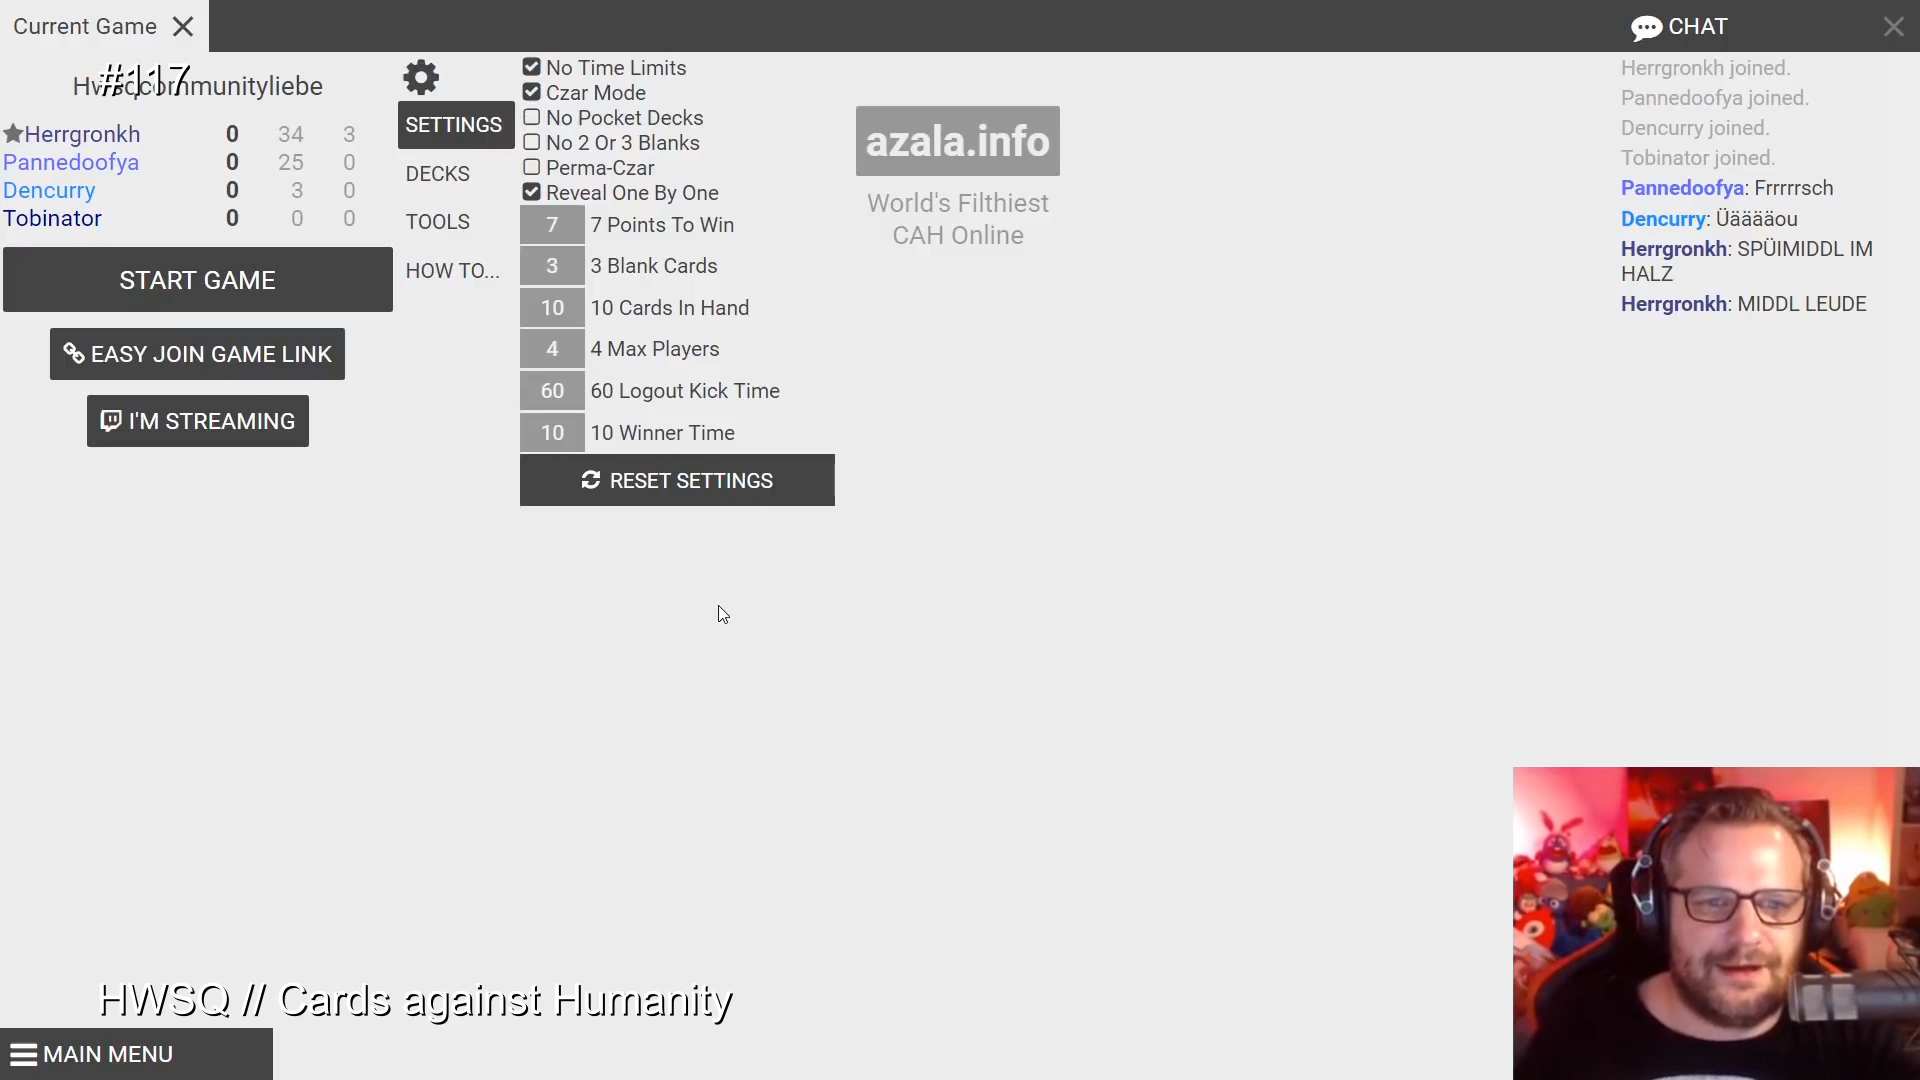 Current Game
CHAT
#117
Hwsqcommunityliebe
Herrgronkh 0 34 3
Pannedoofya 0 25 0
Dencurry 0 3 0
Tobinator 0 0 0
START GAME
EASY JOIN GAME LINK
I'M STREAMING
SETTINGS
DECKS
TOOLS
HOW TO...
No Time Limits
Czar Mode
No Pocket Decks
No 2 Or 3 Blanks
Perma-Czar
Reveal One By One
7 7 Points To Win
3 3 Blank Cards
10 10 Cards In Hand
4 4 Max Players
60 60 Logout Kick Time
10 10 Winner Time
RESET SETTINGS
azala.info
World's Filthiest
CAH Online
Herrgronkh joined.
Pannedoofya joined.
Dencurry joined.
Tobinator joined.
Pannedoofya: Frrrrrsch
Dencurry: Üääääou
Herrgronkh: SPÜIMIDDL IM
HALZ
Herrgronkh: MIDDL LEUDE
HWSQ // Cards against Humanity
MAIN MENU